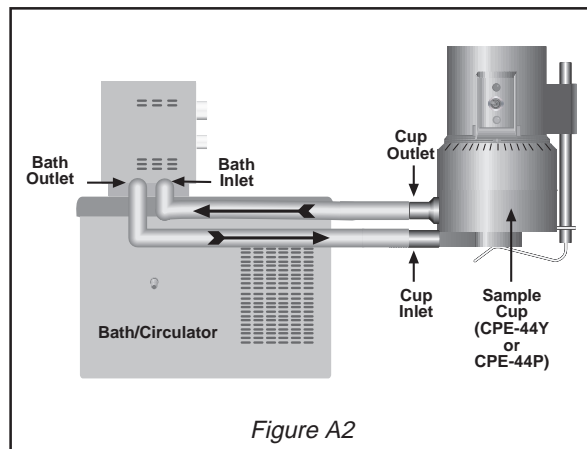 Bath
Outlet
Bath
Inlet
Cup
Outlet
Bath/Circulator
Cup
Inlet
Sample
Cup
(CPE-44Y
or
CPE-44P)
Figure A2